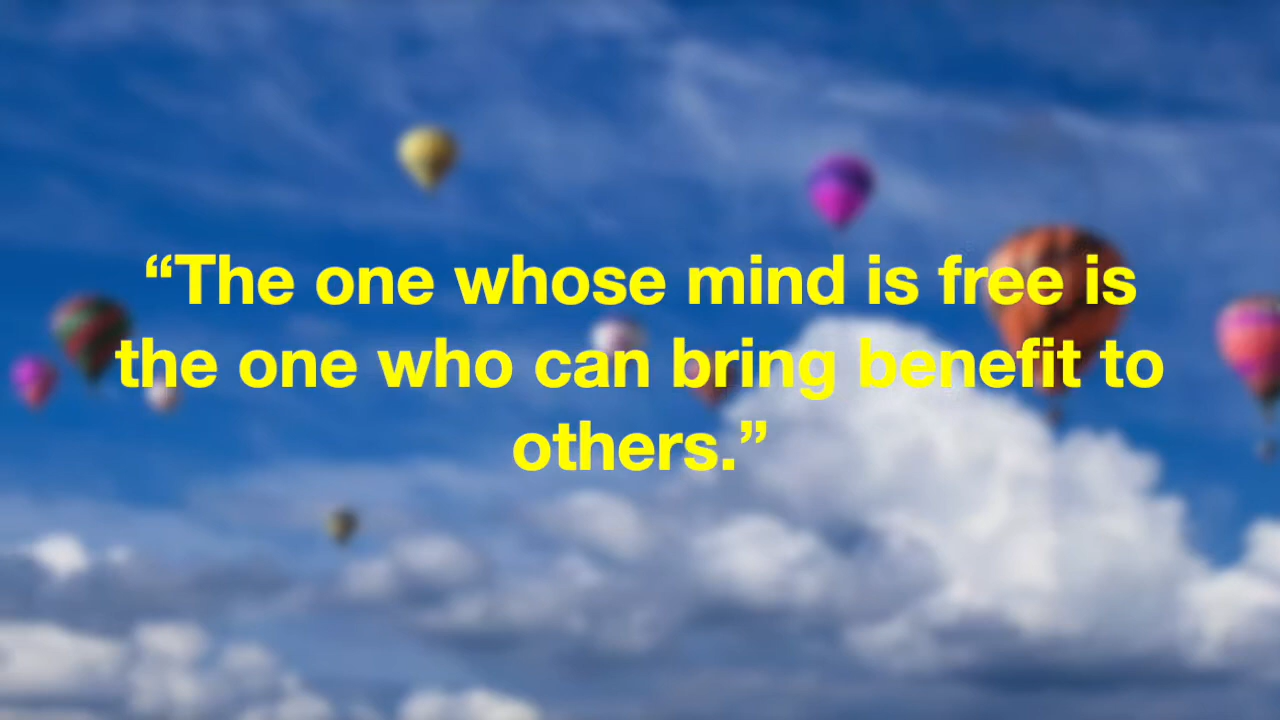 “The one whose mind is free is
the one who can bring benefit to
others.”